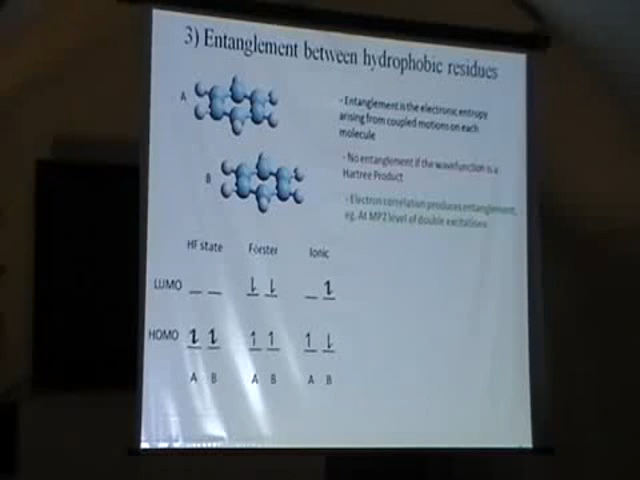 3) Entanglement between hydrophobic residues
A
B
- Entanglement is the electronic entropy
arising from coupled motions on each
molecule
- No entanglement if the wavefunction is a
Hartree Product
- Electron correlation produces entanglement,
eg. At MP2 level of double excitations
HF state Forster Ionic
LUMO
HOMO
A B A B A B